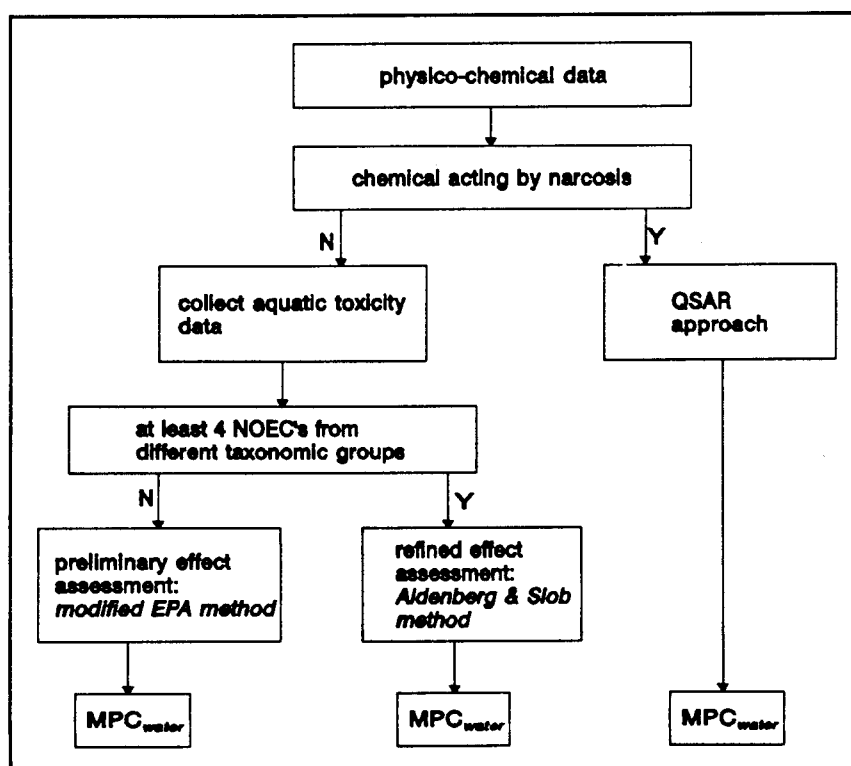 physico-chemical data
chemical acting by narcosis
N
Y
collect aquatic toxicity
data
QSAR
approach
at least 4 NOEC's from
different taxonomic groups
N
Y
preliminary effect
assessment:
modified EPA method
refined effect
assessment:
Aldenberg & Slob
method
MPCwater
MPCwater
MPCwater